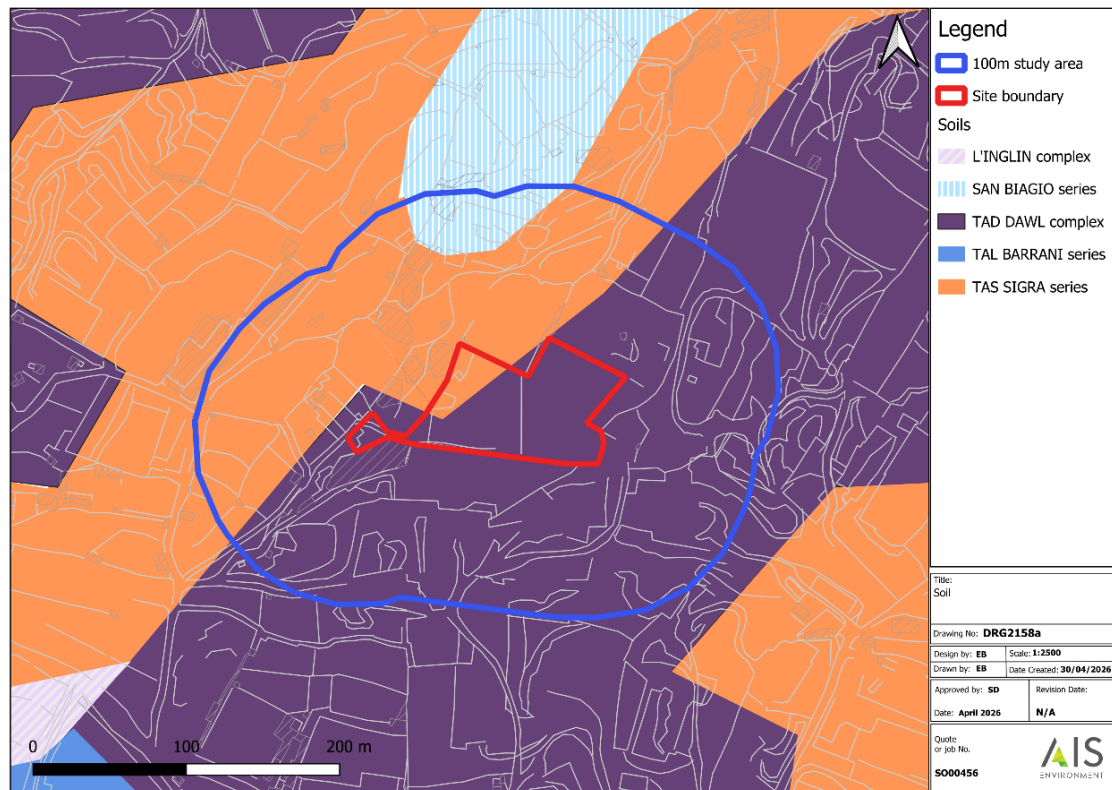 Legend
100m study area
Site boundary
Soils
L'INGLIN complex
SAN BIAGIO series
TAD DAWL complex
TAL BARRANI series
TAS SIGRA series
0 100 200 m
Title:
Soil
Drawing No: DRG2158a
Design by: EB Scale: 1:2500
Drawn by: EB Date Created: 30/04/2026
Approved by: SD Revision Date:
Date: April 2026 N/A
Quote
or job No.
SO00456
AIS
ENVIRONMENT